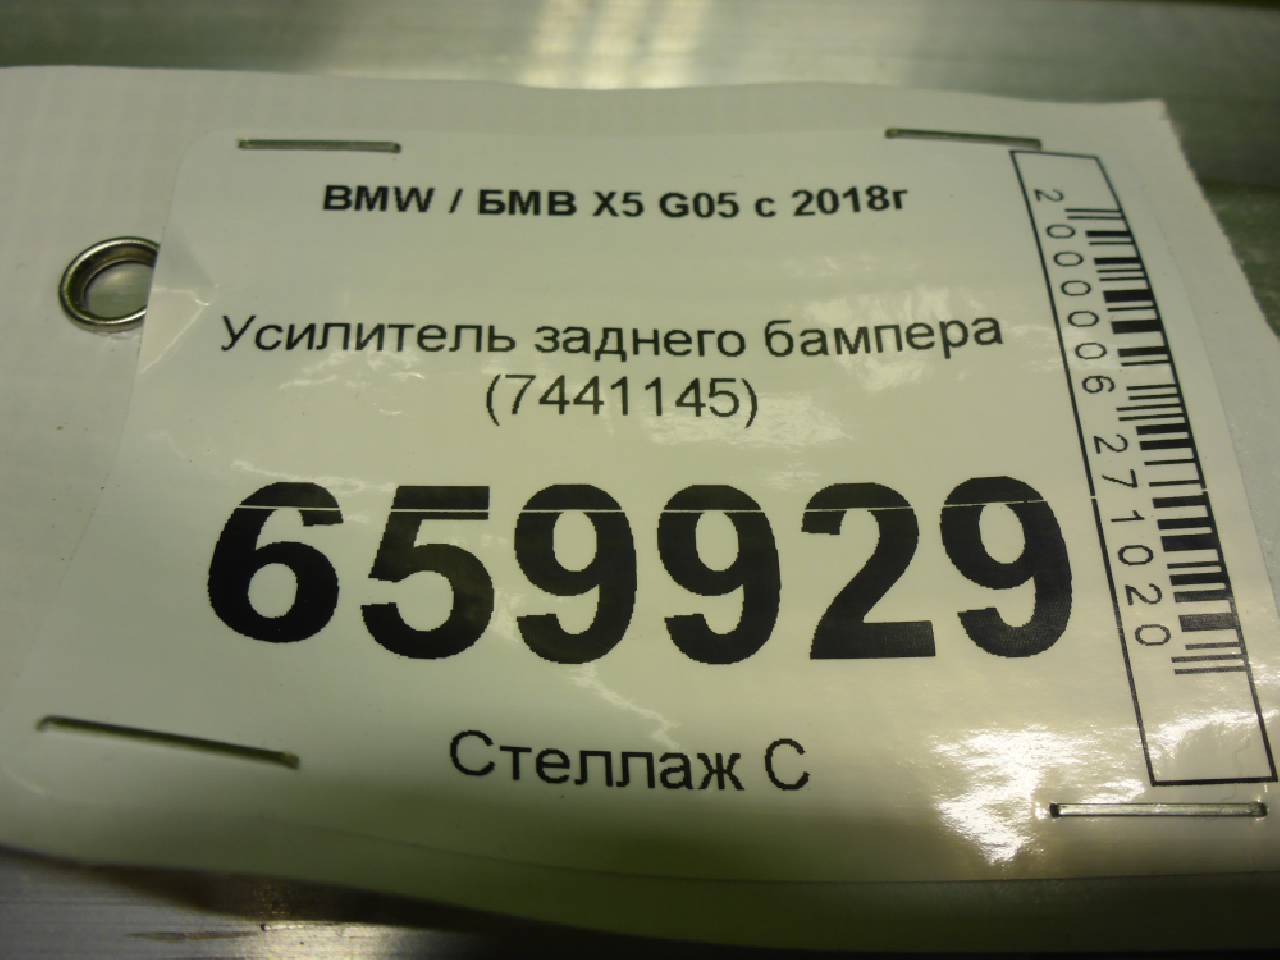 BMW / БМВ X5 G05 с 2018г
Усилитель заднего бампера
(7441145)
659929
Стеллаж С
2000006271020